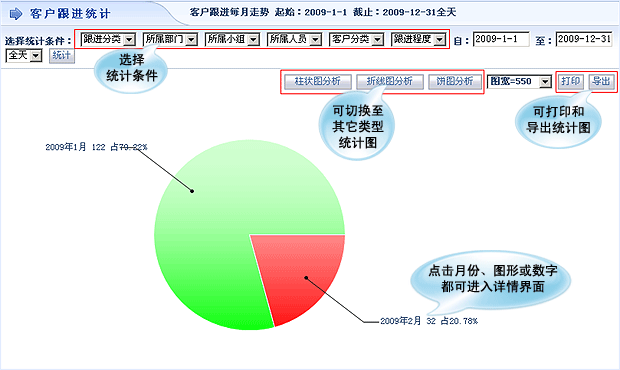 客户跟进统计 客户跟进每月走势 起始：2009-1-1 截止：2009-12-31全天
选择统计条件： 跟进分类 所属部门 所属小组 所属人员 客户分类 跟进程度 自： 2009-1-1 至： 2009-12-31
全天 统计
选择
统计条件
柱状图分析 折线图分析 饼图分析 图宽=550 打印 导出
可切换至
其它类型
统计图
可打印和
导出统计图
2009年1月 122 占79.22%
点击月份、图形或数字
都可进入详情界面
2009年2月 32 占20.78%